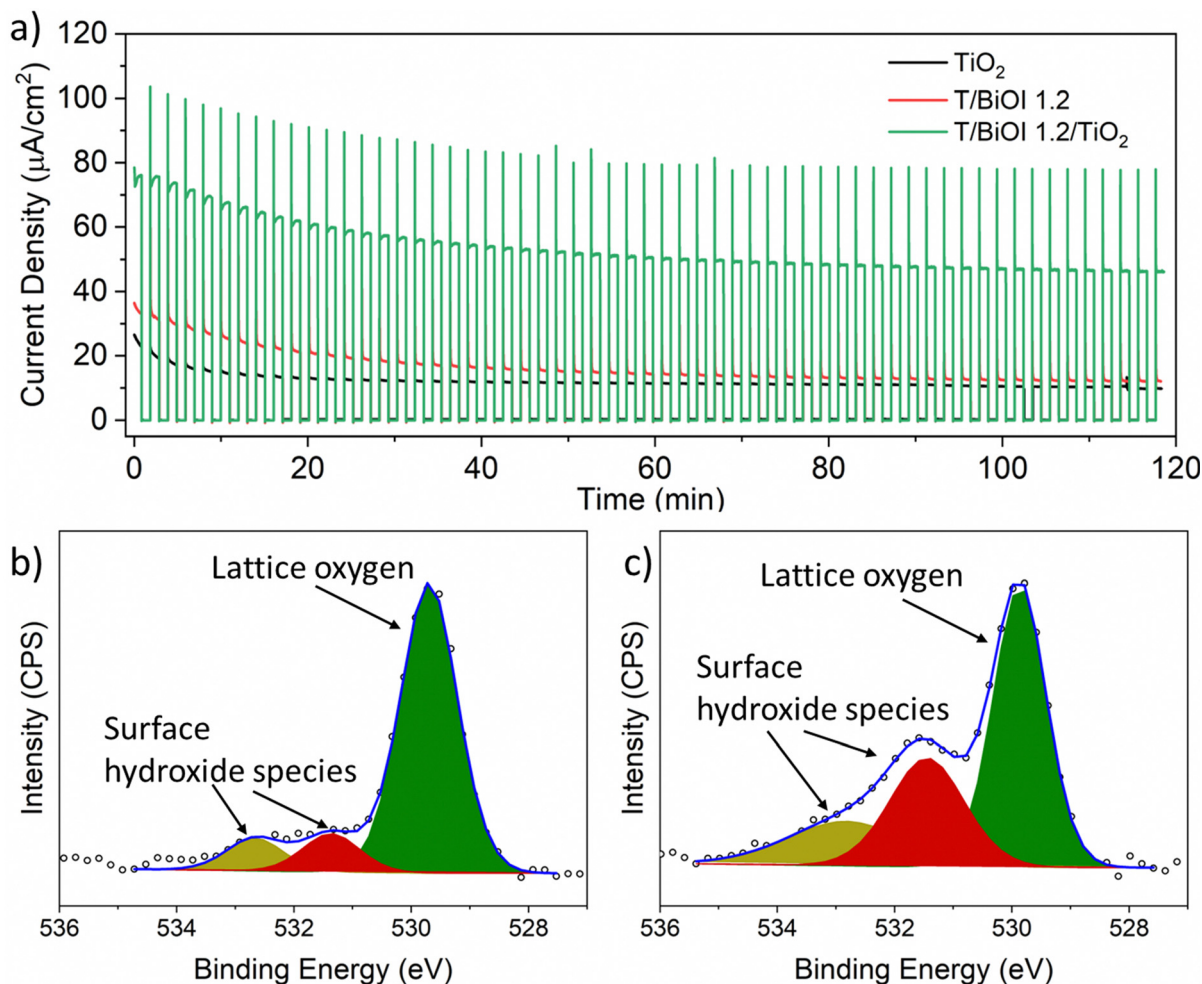 a)
120
100
80
60
40
20
0
Current Density (μA/cm²)
TiO₂
T/BiOI 1.2
T/BiOI 1.2/TiO₂
0 20 40 60 80 100 120
Time (min)
b)
Lattice oxygen
Surface
hydroxide species
Intensity (CPS)
536 534 532 530 528
Binding Energy (eV)
c)
Lattice oxygen
Surface
hydroxide species
Intensity (CPS)
536 534 532 530 528
Binding Energy (eV)